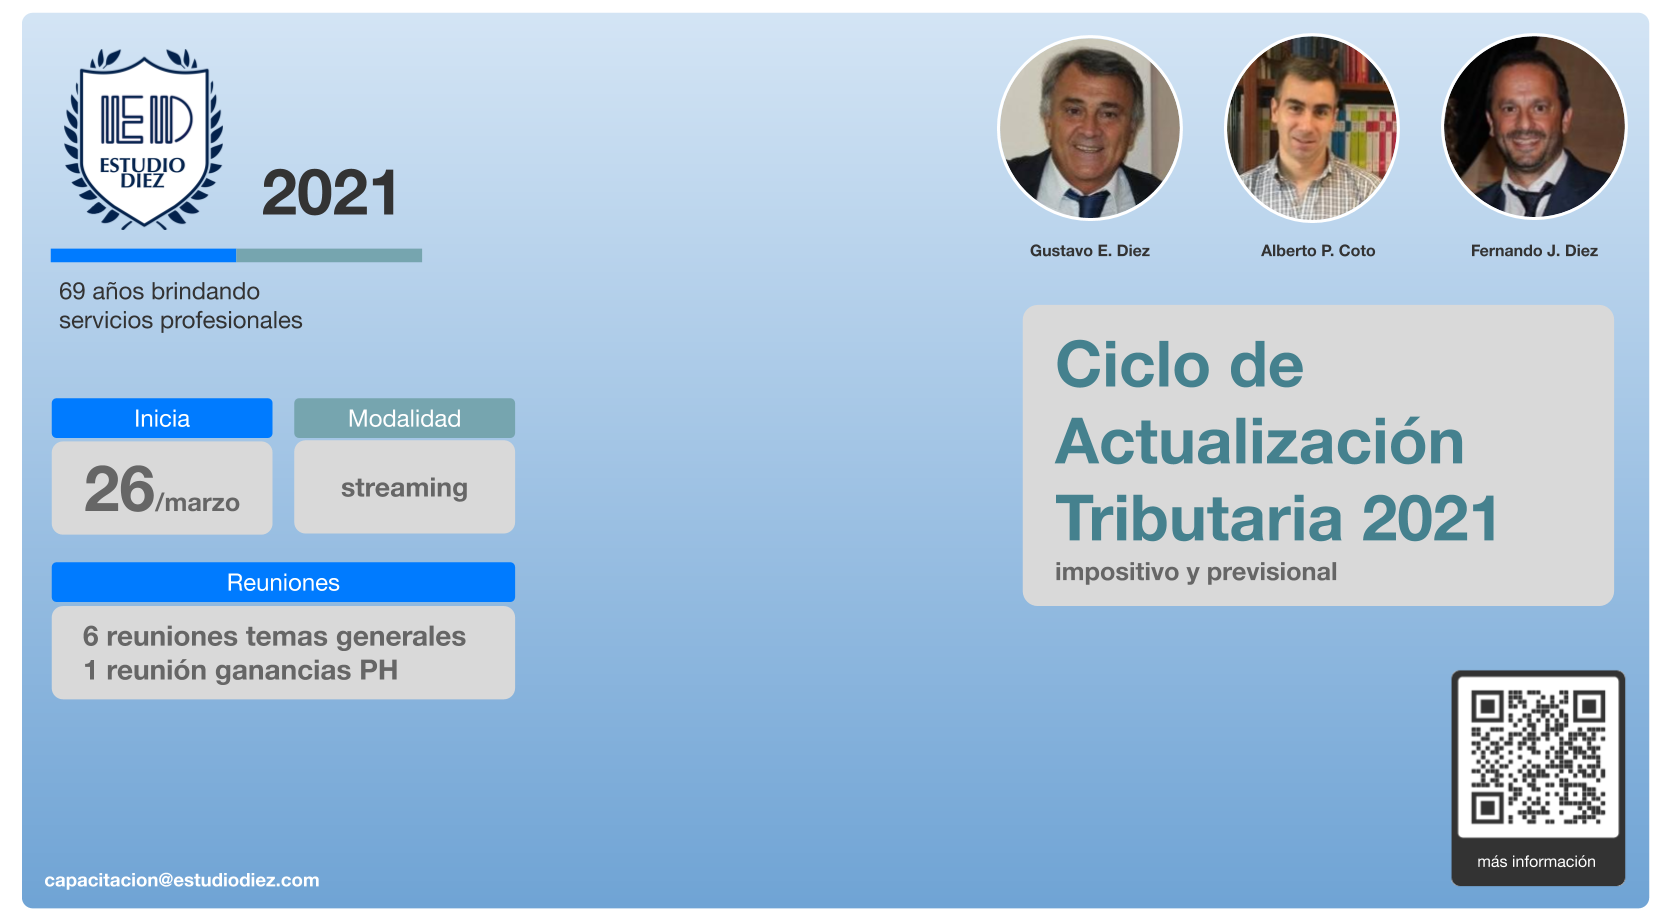 ED
ESTUDIO
DIEZ
2021
69 años brindando
servicios profesionales
Inicia
26/marzo
Modalidad
streaming
Reuniones
6 reuniones temas generales
1 reunión ganancias PH
capacitacion@estudiodiez.com
Gustavo E. Diez
Alberto P. Coto
Fernando J. Diez
Ciclo de
Actualización
Tributaria 2021
impositivo y previsional
más información